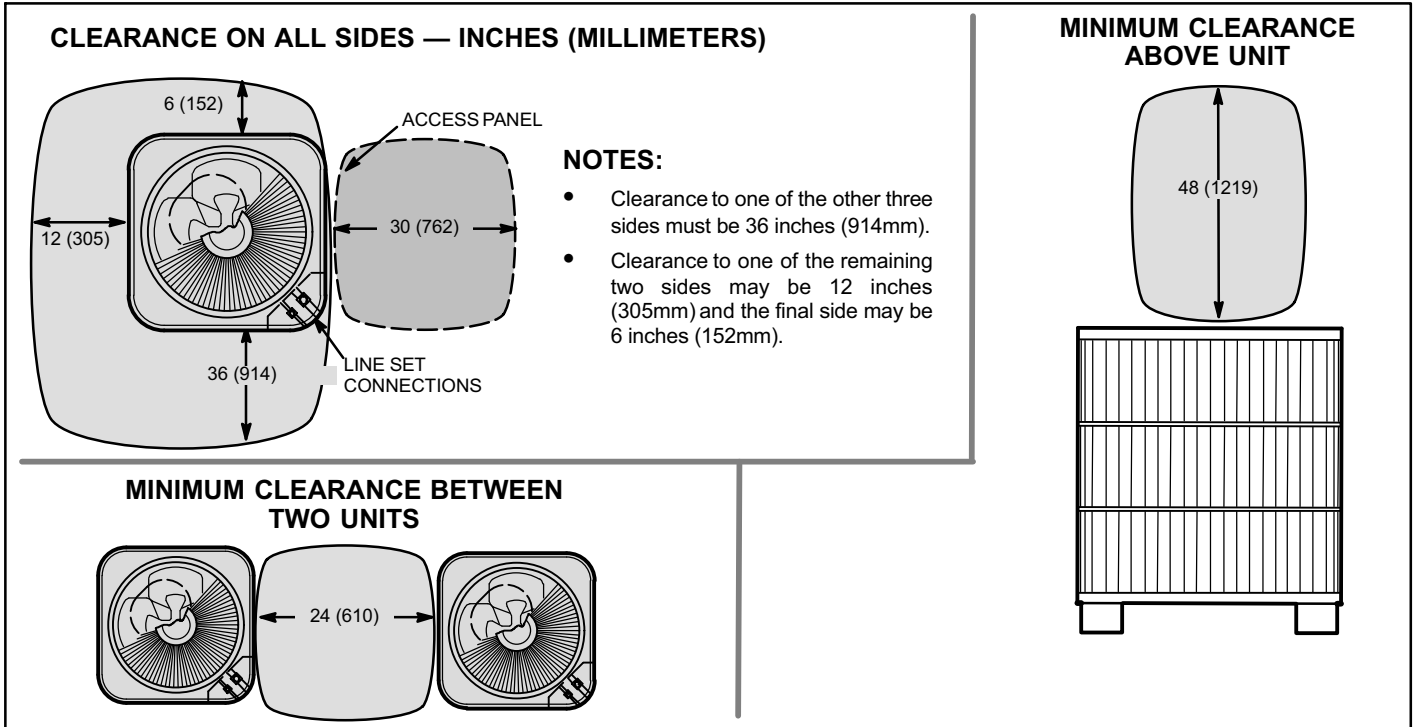 CLEARANCE ON ALL SIDES — INCHES (MILLIMETERS)
6 (152)
ACCESS PANEL
12 (305)
30 (762)
36 (914)
LINE SET
CONNECTIONS
NOTES:
• Clearance to one of the other three
sides must be 36 inches (914mm).
• Clearance to one of the remaining
two sides may be 12 inches
(305mm) and the final side may be
6 inches (152mm).
MINIMUM CLEARANCE
ABOVE UNIT
48 (1219)
MINIMUM CLEARANCE BETWEEN
TWO UNITS
24 (610)